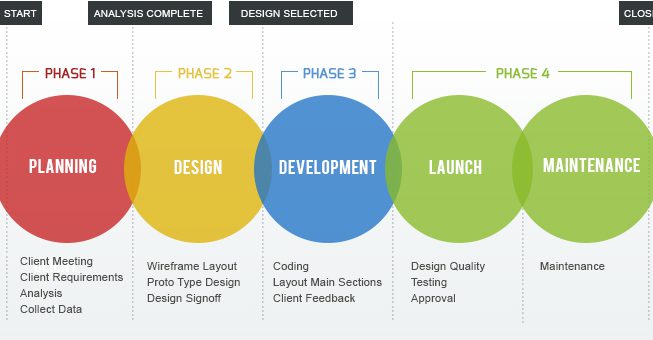 START
ANALYSIS COMPLETE
DESIGN SELECTED
PHASE 1
PHASE 2
PHASE 3
PHASE 4
PLANNING
DESIGN
DEVELOPMENT
LAUNCH
MAINTENANCE
Client Meeting
Client Requirements
Analysis
Collect Data
Wireframe Layout
Proto Type Design
Design Signoff
Coding
Layout Main Sections
Client Feedback
Design Quality
Testing
Approval
Maintenance